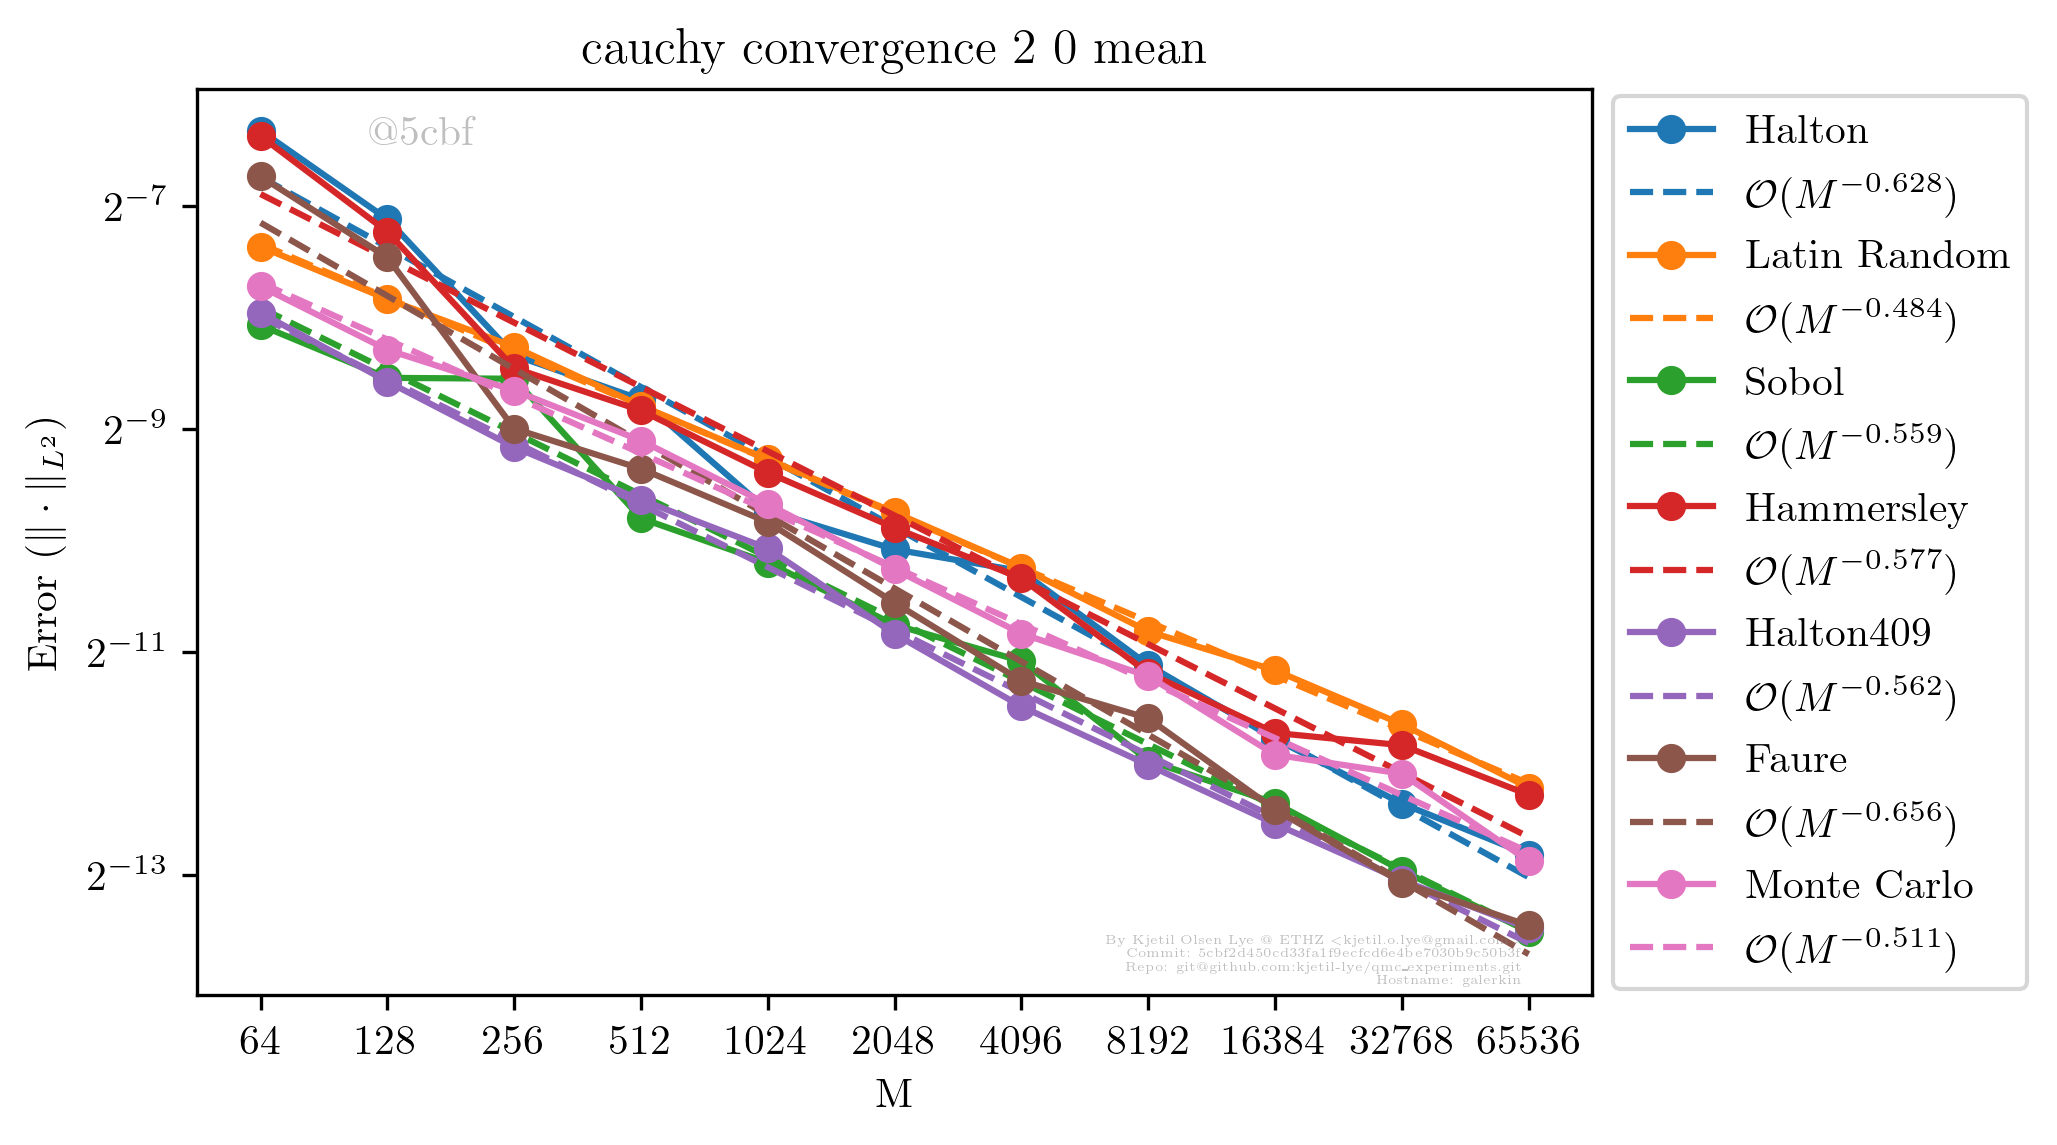 cauchy convergence 2 0 mean
@5cbf
Error (‖ · ‖_{L^2})
2^{-7}
2^{-9}
2^{-11}
2^{-13}
64 128 256 512 1024 2048 4096 8192 16384 32768 65536
M
Halton
𝒪(M^{-0.628})
Latin Random
𝒪(M^{-0.484})
Sobol
𝒪(M^{-0.559})
Hammersley
𝒪(M^{-0.577})
Halton409
𝒪(M^{-0.562})
Faure
𝒪(M^{-0.656})
Monte Carlo
𝒪(M^{-0.511})
By Kjetil Olsen Lye @ ETHZ
Commit:
Repo: git@github.com:kjetil-lye/qmc_experiments.git
Hostname: galerkin